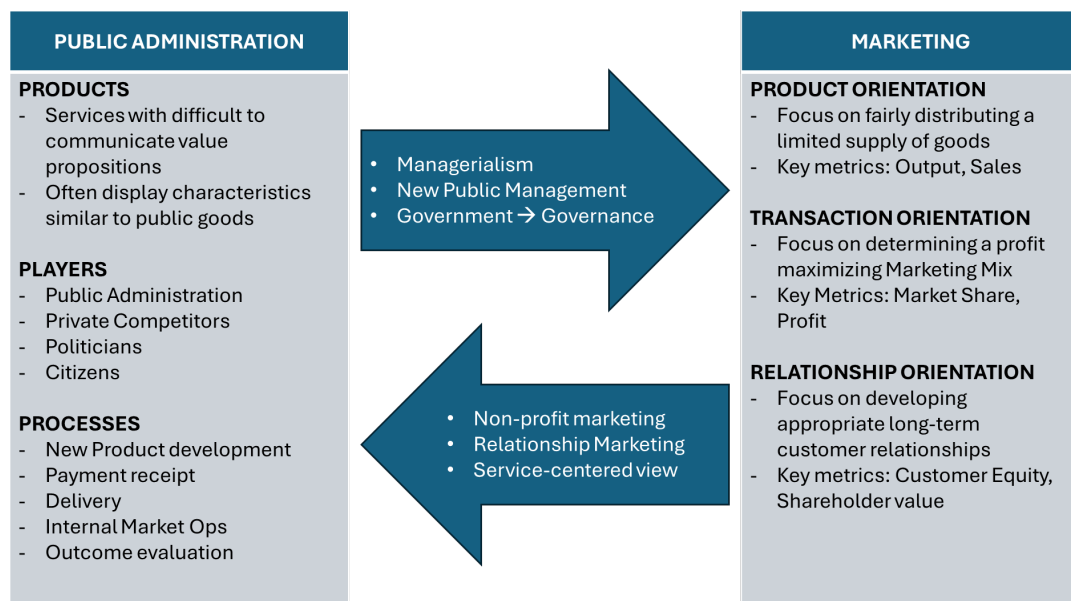 PUBLIC ADMINISTRATION
PRODUCTS
- Services with difficult to
communicate value
propositions
- Often display characteristics
similar to public goods
PLAYERS
- Public Administration
- Private Competitors
- Politicians
- Citizens
PROCESSES
- New Product development
- Payment receipt
- Delivery
- Internal Market Ops
- Outcome evaluation
• Managerialism
• New Public Management
• Government → Governance
• Non-profit marketing
• Relationship Marketing
• Service-centered view
MARKETING
PRODUCT ORIENTATION
- Focus on fairly distributing a
limited supply of goods
- Key metrics: Output, Sales
TRANSACTION ORIENTATION
- Focus on determining a profit
maximizing Marketing Mix
- Key Metrics: Market Share,
Profit
RELATIONSHIP ORIENTATION
- Focus on developing
appropriate long-term
customer relationships
- Key metrics: Customer Equity,
Shareholder value